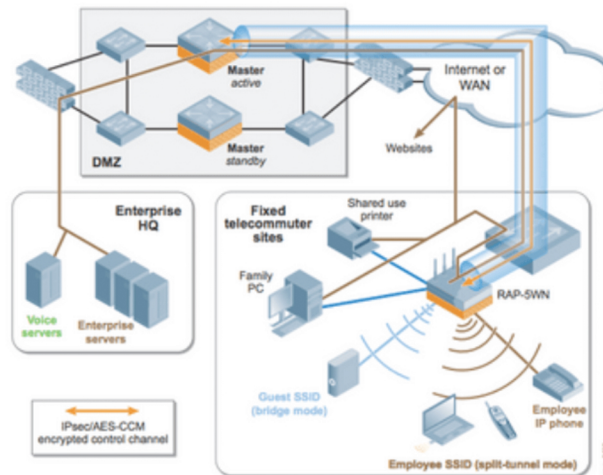 Master
active
Internet or
WAN
Master
standby
DMZ
Websites
Enterprise
HQ
Fixed
telecommuter
sites
Shared use
printer
Family
PC
RAP-5WN
Voice
servers
Enterprise
servers
Guest SSID
(bridge mode)
Employee
IP phone
IPsec/AES-CCM
encrypted control channel
Employee SSID (split-tunnel mode)